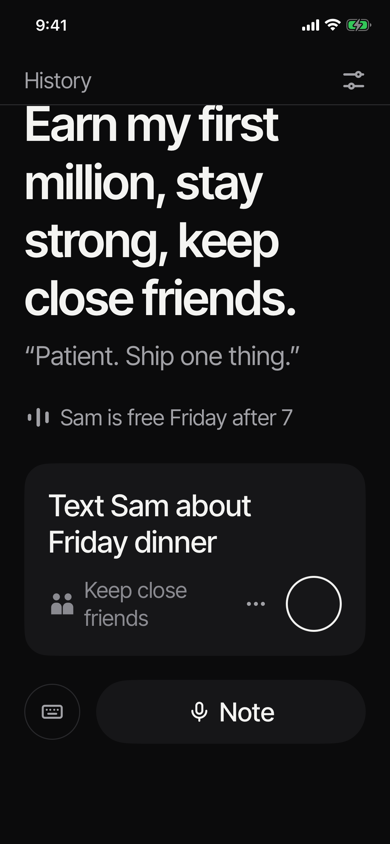 9:41
History
Earn my first
million, stay
strong, keep
close friends.
“Patient. Ship one thing.”
Sam is free Friday after 7
Text Sam about
Friday dinner
Keep close
friends
Note